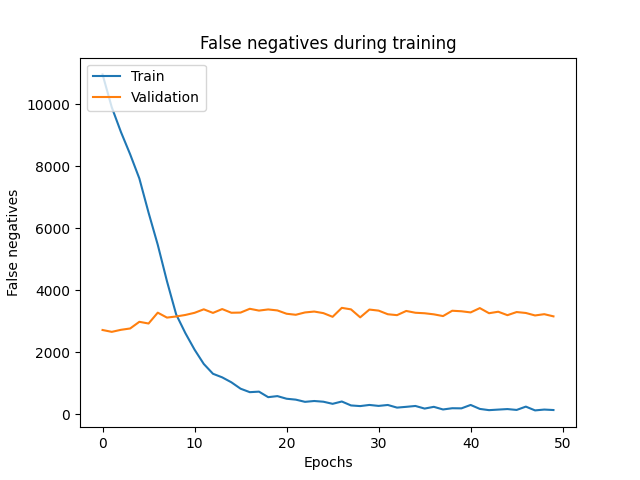 False negatives during training
Train
Validation
False negatives
10000
8000
6000
4000
2000
0
0 10 20 30 40 50
Epochs